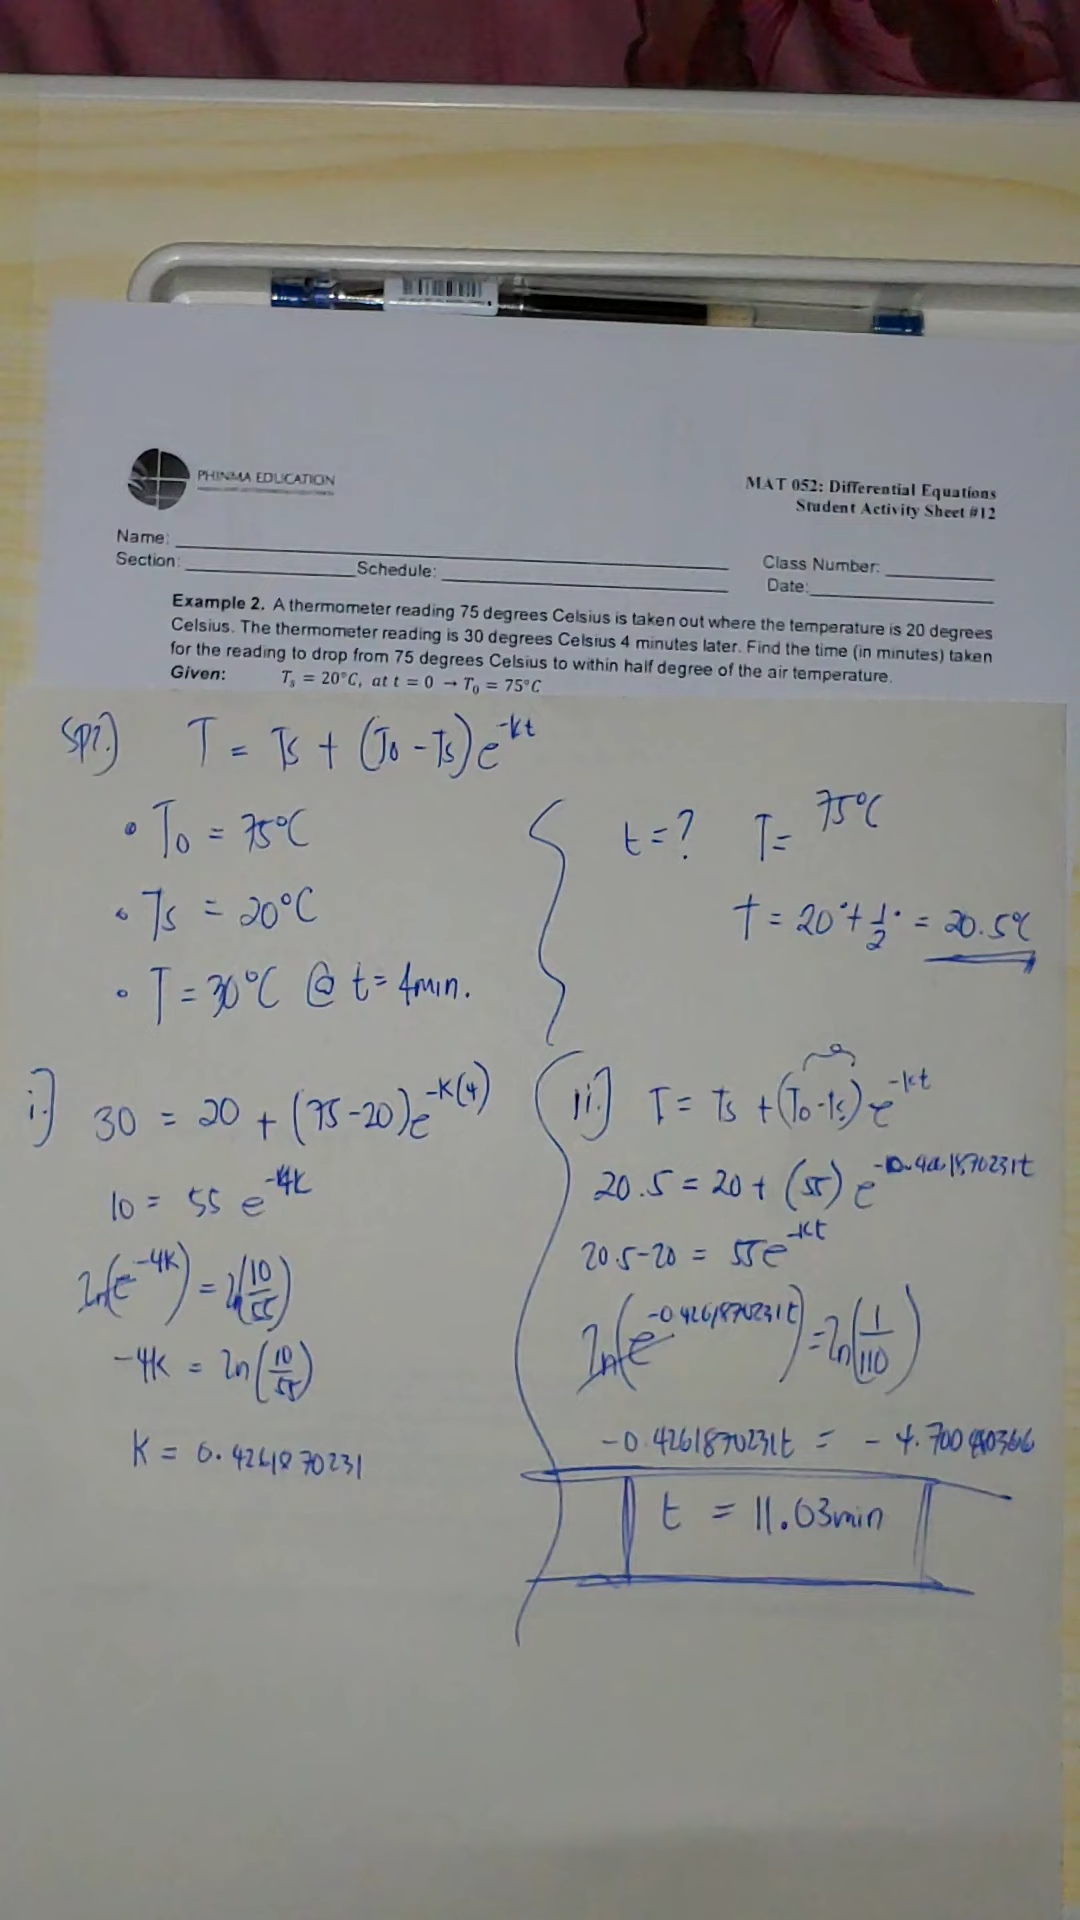 PHINMA EDUCATION
MAT 052: Differential Equations
Student Activity Sheet #12
Name:
Section: Schedule:
Class Number:
Date:
Example 2. A thermometer reading 75 degrees Celsius is taken out where the temperature is 20 degrees
Celsius. The thermometer reading is 30 degrees Celsius 4 minutes later. Find the time (in minutes) taken
for the reading to drop from 75 degrees Celsius to within half degree of the air temperature.
Given: Tₛ = 20°C, at t = 0 → T₀ = 75°C
T = Ts + (To - Ts)e^-kt
• To = 75°C
• Ts = 20°C
• T = 30°C @ t = 4min.
t = ? T = 75°C
T = 20° + 1/2° = 20.5°C
i.] 30 = 20 + (75-20)e^-k(4)
10 = 55 e^-4k
ln(e^-4k) = ln(10/55)
-4k = ln(10/55)
K = 0.4261870231
ii.] T = Ts + (To-Ts)e^-kt
20.5 = 20 + (55) e^-0.4261870231t
20.5-20 = 55e^-kt
ln(e^-0.4261870231t) = ln(1/110)
-0.4261870231t = -4.700480366
t = 11.03min